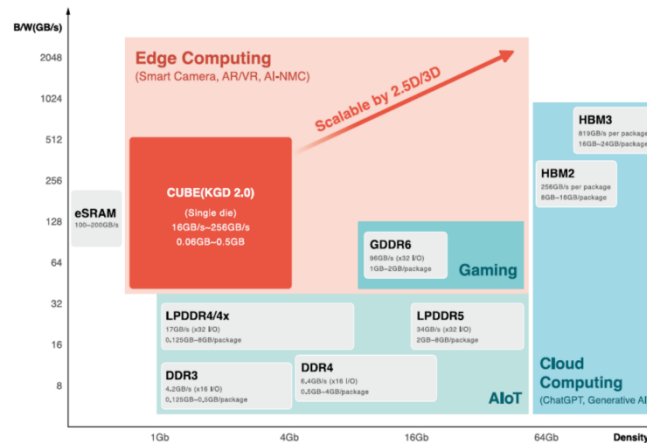 B/W(GB/s)
2048
1024
512
256
128
64
32
16
8
Edge Computing
(Smart Camera, AR/VR, AI-NMC)
Scalable by 2.5D/3D
CUBE(KGD 2.0)
(Single die)
16GB/s~256GB/s
0.06GB~0.5GB
eSRAM
100~200GB/s
HBM3
819GB/s per package
16GB~24GB/package
HBM2
256GB/s per package
8GB~16GB/package
GDDR6
96GB/s (x32 I/O)
1GB~2GB/package
Gaming
LPDDR4/4x
17GB/s (x32 I/O)
0.125GB~8GB/package
LPDDR5
34GB/s (x32 I/O)
2GB~8GB/package
DDR3
4.2GB/s (x16 I/O)
0.125GB~0.5GB/package
DDR4
6.4GB/s (x16 I/O)
0.5GB~4GB/package
AIoT
Cloud
Computing
(ChatGPT, Generative AI)
1Gb
4Gb
16Gb
64Gb
Density